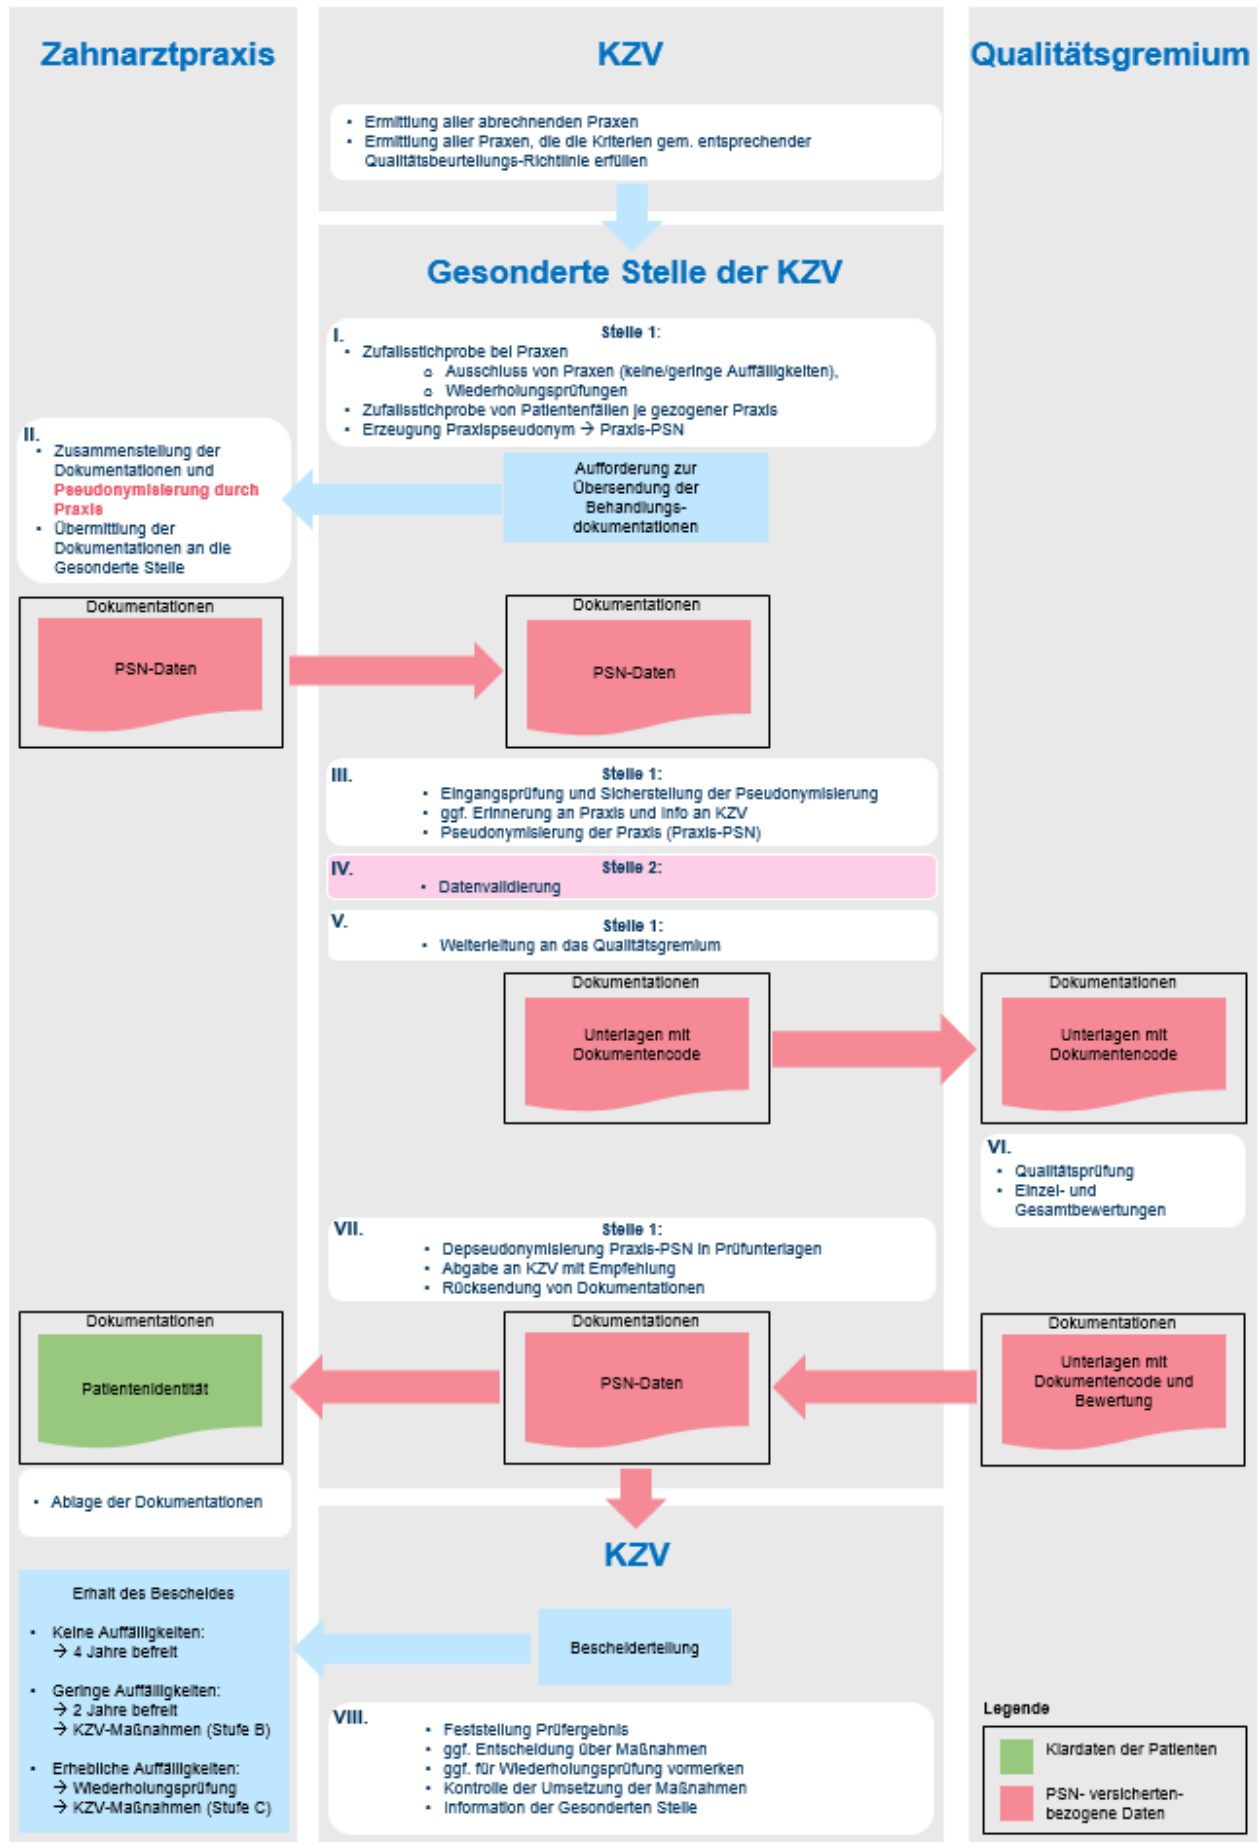 Zahnarztpraxis
KZV
Qualitätsgremium
▪ Ermittlung aller abrechnenden Praxen
▪ Ermittlung aller Praxen, die die Kriterien gem. entsprechender
Qualitätsbeurteilungs-Richtlinie erfüllen
Gesonderte Stelle der KZV
I.
Stelle 1:
▪ Zufallsstichprobe bei Praxen
o Ausschluss von Praxen (keine/geringe Auffälligkeiten),
o Wiederholungsprüfungen
▪ Zufallsstichprobe von Patientenfällen je gezogener Praxis
▪ Erzeugung Praxispseudonym → Praxis-PSN
II.
▪ Zusammenstellung der
Dokumentationen und
Pseudonymisierung durch
Praxis
▪ Übermittlung der
Dokumentationen an die
Gesonderte Stelle
Aufforderung zur
Übersendung der
Behandlungs-
dokumentationen
Dokumentationen
PSN-Daten
Dokumentationen
PSN-Daten
III.
Stelle 1:
▪ Eingangsprüfung und Sicherstellung der Pseudonymisierung
▪ ggf. Erinnerung an Praxis und Info an KZV
▪ Pseudonymisierung der Praxis (Praxis-PSN)
IV.
Stelle 2:
▪ Datenvalidierung
V.
Stelle 1:
▪ Weiterleitung an das Qualitätsgremium
Dokumentationen
Unterlagen mit
Dokumentencode
Dokumentationen
Unterlagen mit
Dokumentencode
VI.
▪ Qualitätsprüfung
▪ Einzel- und
Gesamtbewertungen
VII.
Stelle 1:
▪ Depseudonymisierung Praxis-PSN in Prüfunterlagen
▪ Abgabe an KZV mit Empfehlung
▪ Rücksendung von Dokumentationen
Dokumentationen
Patientenidentität
Dokumentationen
PSN-Daten
Dokumentationen
Unterlagen mit
Dokumentencode und
Bewertung
▪ Ablage der Dokumentationen
KZV
Erhalt des Bescheides
▪ Keine Auffälligkeiten:
→ 4 Jahre befreit
▪ Geringe Auffälligkeiten:
→ 2 Jahre befreit
→ KZV-Maßnahmen (Stufe B)
▪ Erhebliche Auffälligkeiten:
→ Wiederholungsprüfung
→ KZV-Maßnahmen (Stufe C)
Bescheiderteilung
VIII.
▪ Feststellung Prüfergebnis
▪ ggf. Entscheidung über Maßnahmen
▪ ggf. für Wiederholungsprüfung vormerken
▪ Kontrolle der Umsetzung der Maßnahmen
▪ Information der Gesonderten Stelle
Legende
Klardaten der Patienten
PSN- versicherten-
bezogene Daten